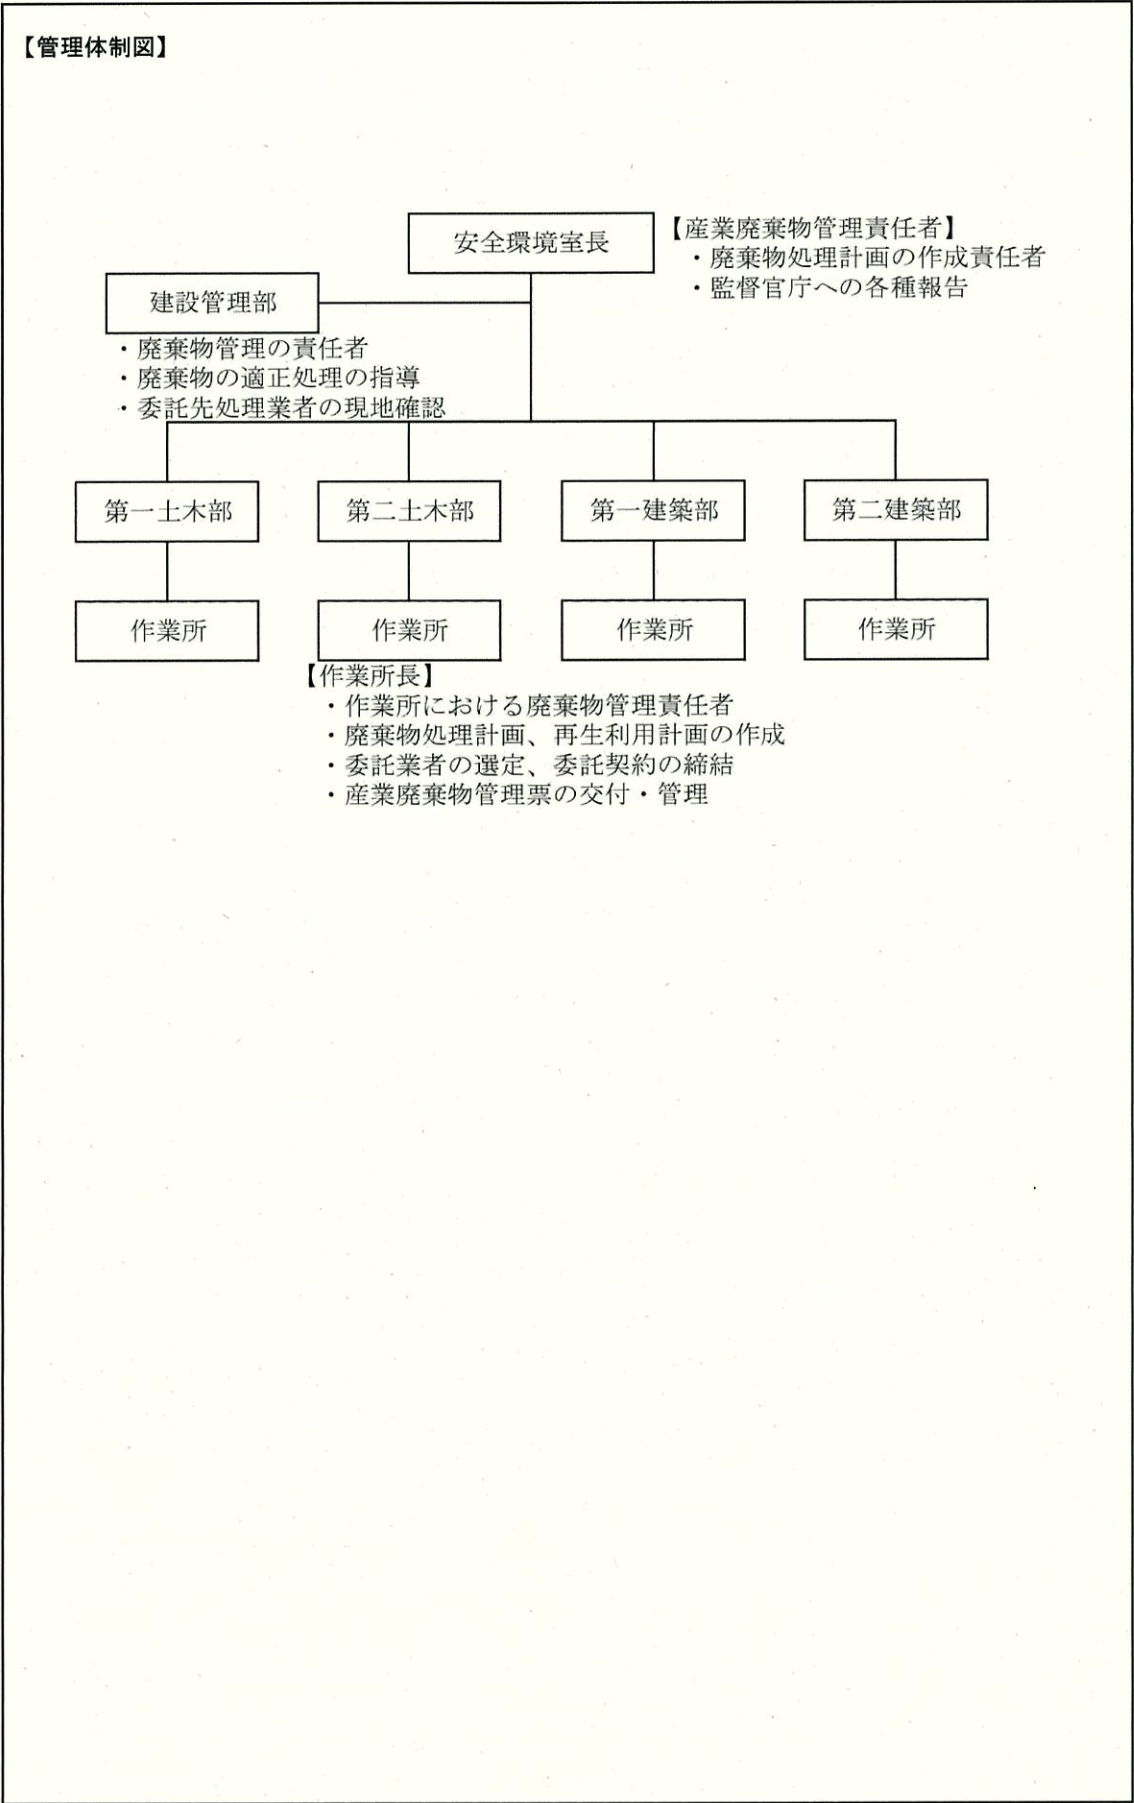 【管理体制図】
安全環境室長
【産業廃棄物管理責任者】
・廃棄物処理計画の作成責任者
・監督官庁への各種報告
建設管理部
・廃棄物管理の責任者
・廃棄物の適正処理の指導
・委託先処理業者の現地確認
第一土木部
第二土木部
第一建築部
第二建築部
作業所
作業所
作業所
作業所
【作業所長】
・作業所における廃棄物管理責任者
・廃棄物処理計画、再生利用計画の作成
・委託業者の選定、委託契約の締結
・産業廃棄物管理票の交付・管理